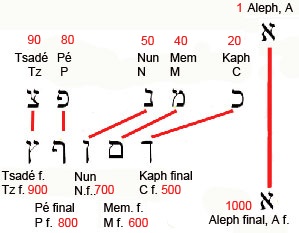 1 Aleph, A
א
90 80 50 40 20
Tsadé Pé Nun Mem Kaph
Tz P N M C
צ פ נ מ כ
ץ ף ן ם ך
א
Tsadé f. Nun Kaph final
Tz f. 900 N.f.700 C f. 500
Pé final Mem. f. 1000
P f. 800 M f. 600 Aleph final, A f.